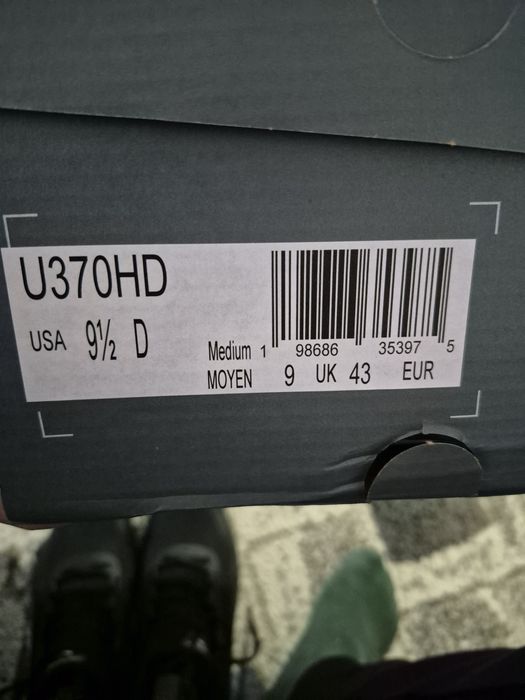 U370HD
USA 9½ D
Medium 1 98686 35397 5
MOYEN 9 UK 43 EUR